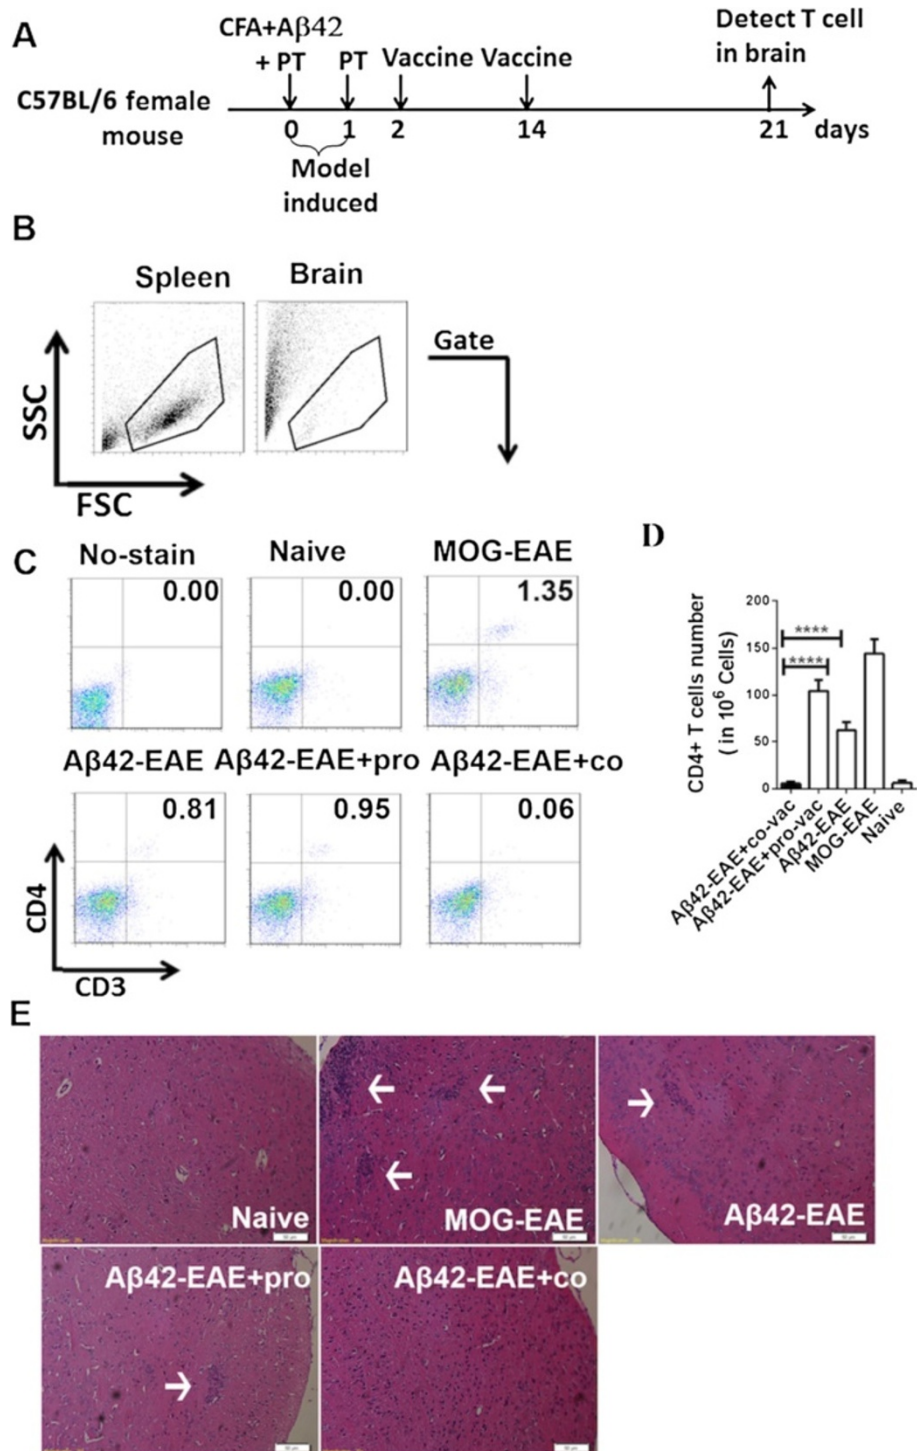 A
CFA+Aβ42
+ PT PT Vaccine Vaccine
Detect T cell
in brain
C57BL/6 female
mouse
0 1 2 14 21 days
Model
induced
B
Spleen Brain
Gate
SSC
FSC
C
No-stain Naive MOG-EAE
0.00 0.00 1.35
Aβ42-EAE Aβ42-EAE+pro Aβ42-EAE+co
0.81 0.95 0.06
CD4
CD3
D
CD4+ T cells number
( in 10⁶ Cells)
200
150
100
50
0
****
****
Aβ42-EAE+co-vac
Aβ42-EAE+pro-vac
Aβ42-EAE
MOG-EAE
Naive
E
Naive MOG-EAE Aβ42-EAE
Aβ42-EAE+pro Aβ42-EAE+co